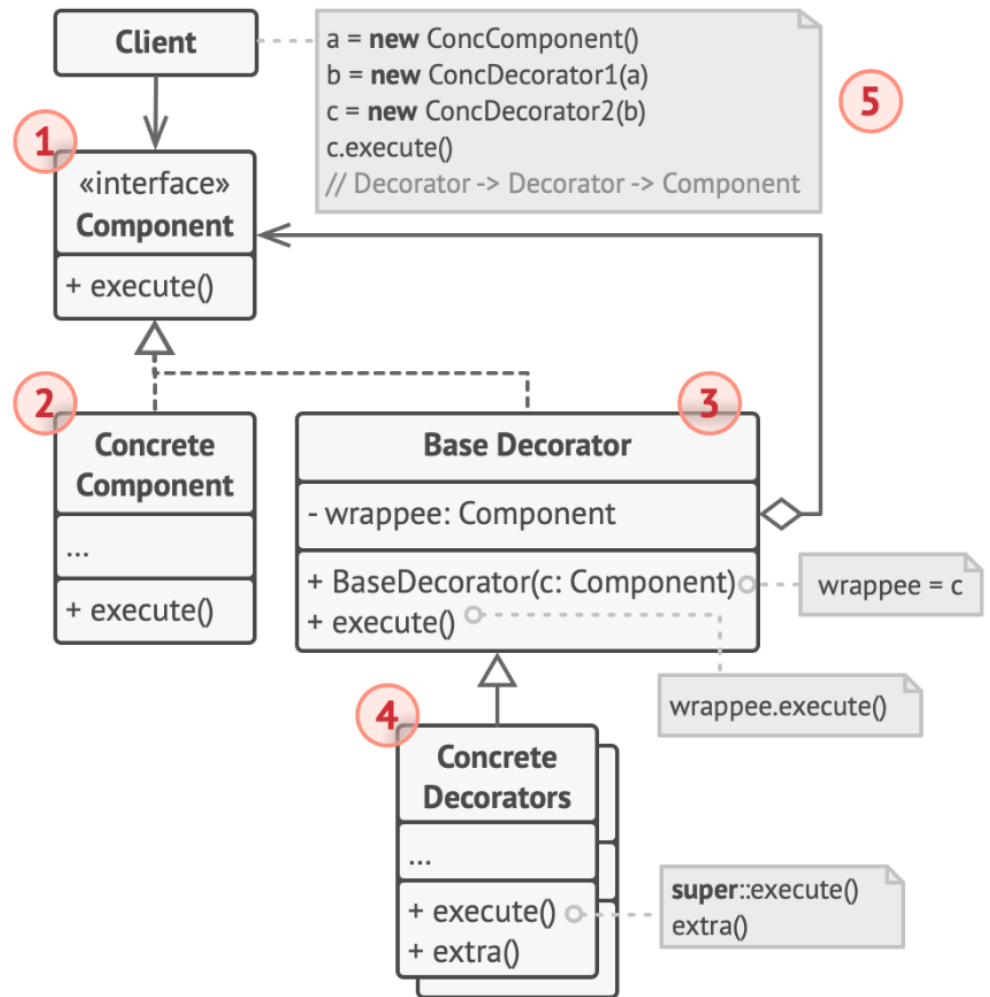 Client
a = new ConcComponent()
b = new ConcDecorator1(a)
c = new ConcDecorator2(b)
c.execute()
// Decorator -> Decorator -> Component
5
1
«interface»
Component
+ execute()
2
Concrete
Component
...
+ execute()
3
Base Decorator
- wrappee: Component
+ BaseDecorator(c: Component)
+ execute()
wrappee = c
wrappee.execute()
4
Concrete
Decorators
...
+ execute()
+ extra()
super::execute()
extra()